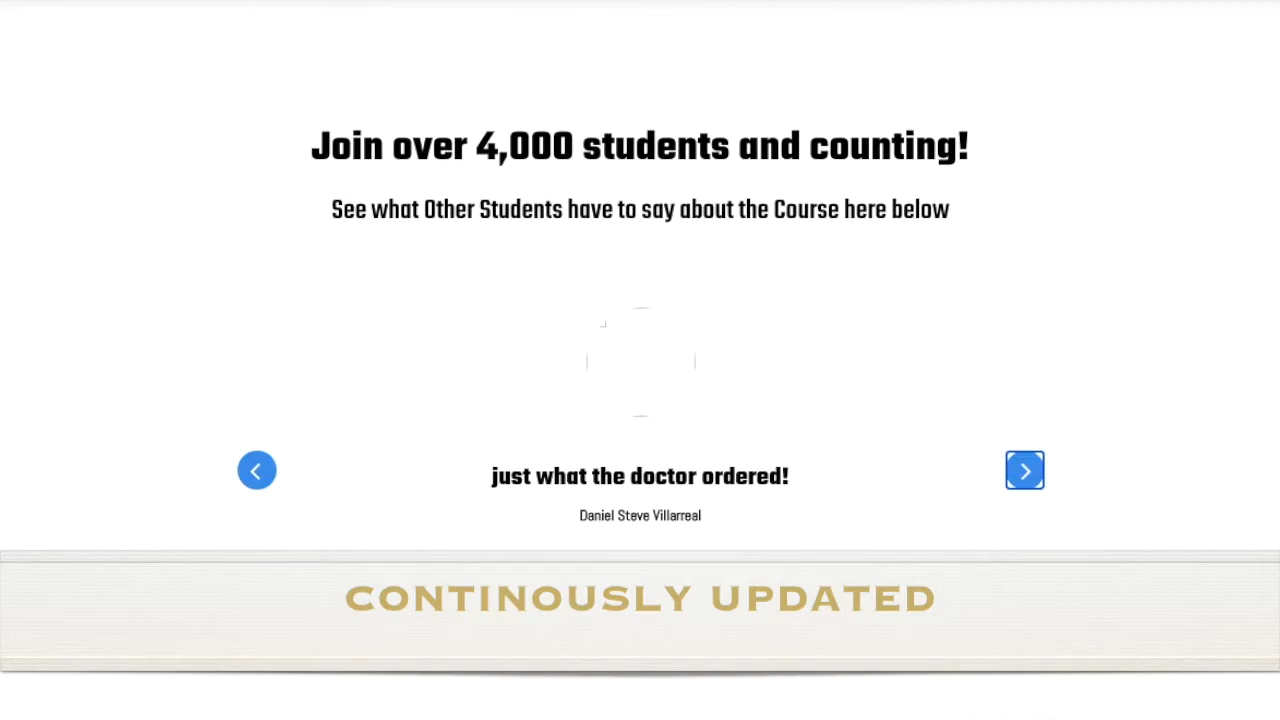 Join over 4,000 students and counting!
See what Other Students have to say about the Course here below
just what the doctor ordered!
Daniel Steve Villarreal
CONTINOUSLY UPDATED